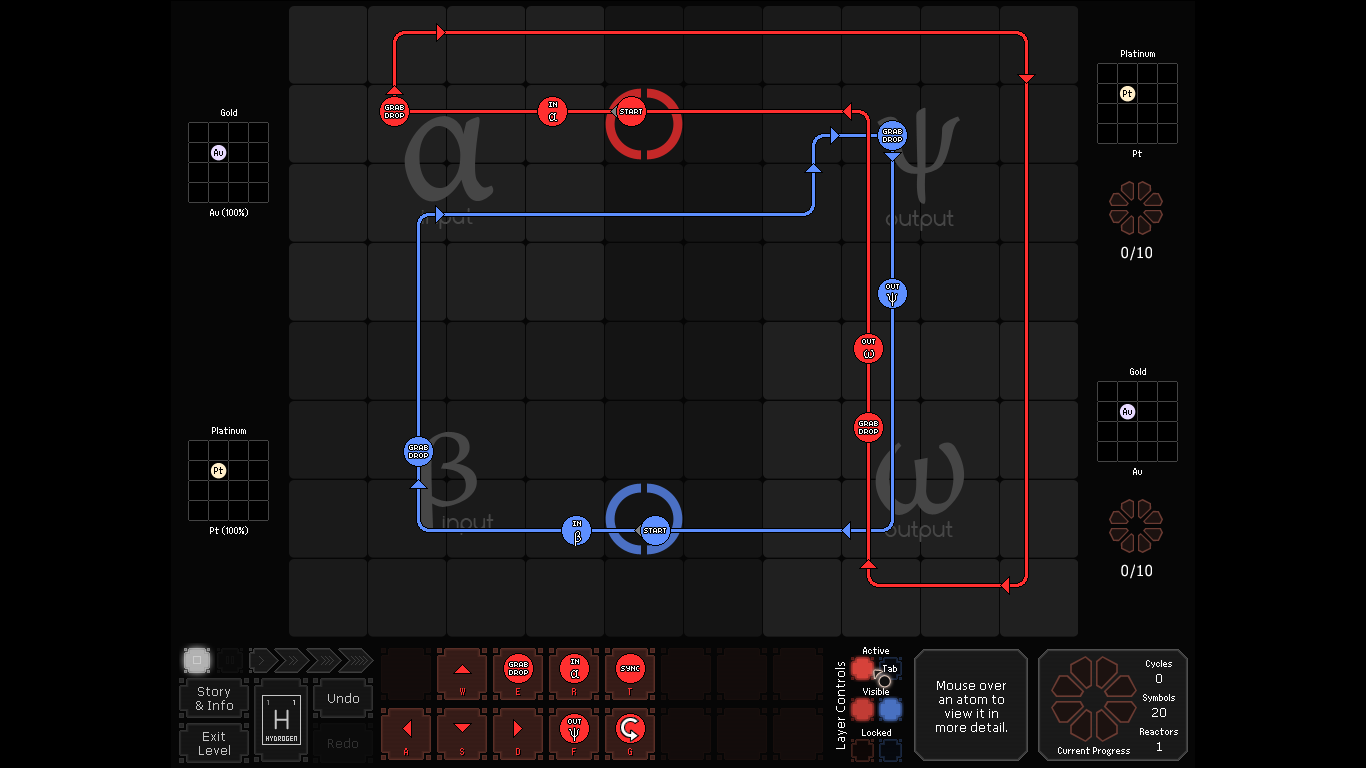 Gold
Au
Au (100%)
Platinum
Pt
Pt (100%)
GRAB
DROP
IN
α
START
α
input
GRAB
DROP
ψ
output
OUT
ψ
OUT
ω
GRAB
DROP
GRAB
DROP
β
input
IN
β
START
ω
output
Platinum
Pt
Pt
0/10
Gold
Au
Au
0/10
Story
& Info
Exit
Level
1 1
H
HYDROGEN
Undo
Redo
W
GRAB
DROP
E
IN
α
R
SYNC
T
A
S
D
OUT
ψ
F
G
Layer Controls
Active
Tab
Visible
Locked
Mouse over
an atom to
view it in
more detail.
Cycles
0
Symbols
20
Reactors
1
Current Progress